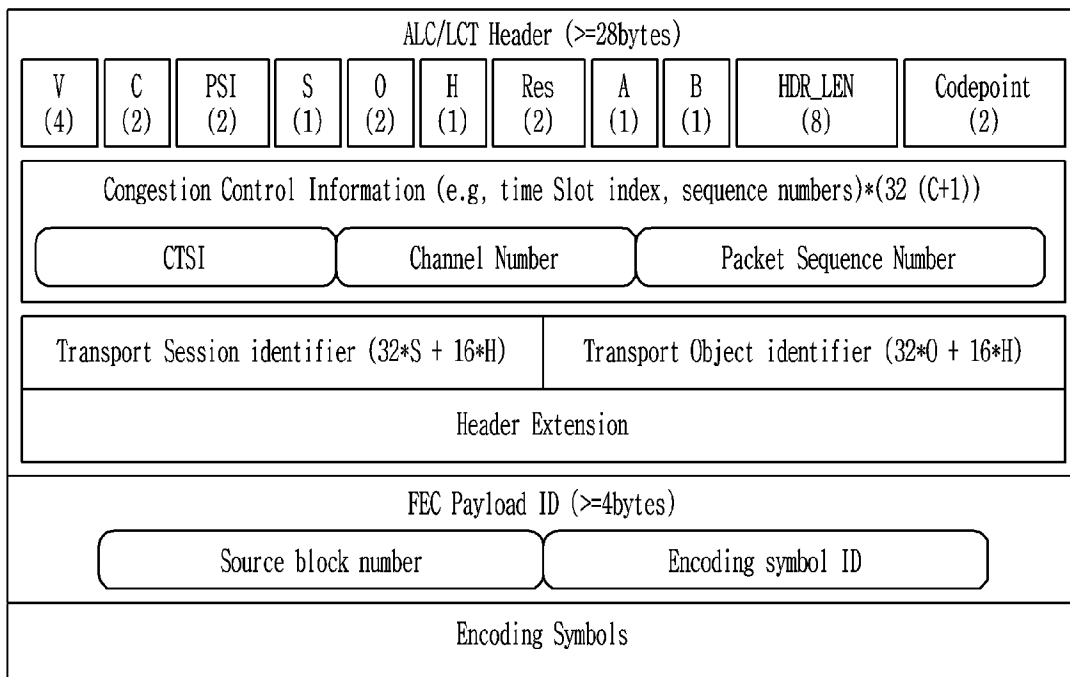 ALC/LCT Header (>=28bytes)
V C PSI S O H Res A B HDR_LEN Codepoint
(4) (2) (2) (1) (2) (1) (2) (1) (1) (8) (2)
Congestion Control Information (e.g, time Slot index, sequence numbers)*(32 (C+1))
CTSI Channel Number Packet Sequence Number
Transport Session identifier (32*S + 16*H) Transport Object identifier (32*O + 16*H)
Header Extension
FEC Payload ID (>=4bytes)
Source block number Encoding symbol ID
Encoding Symbols